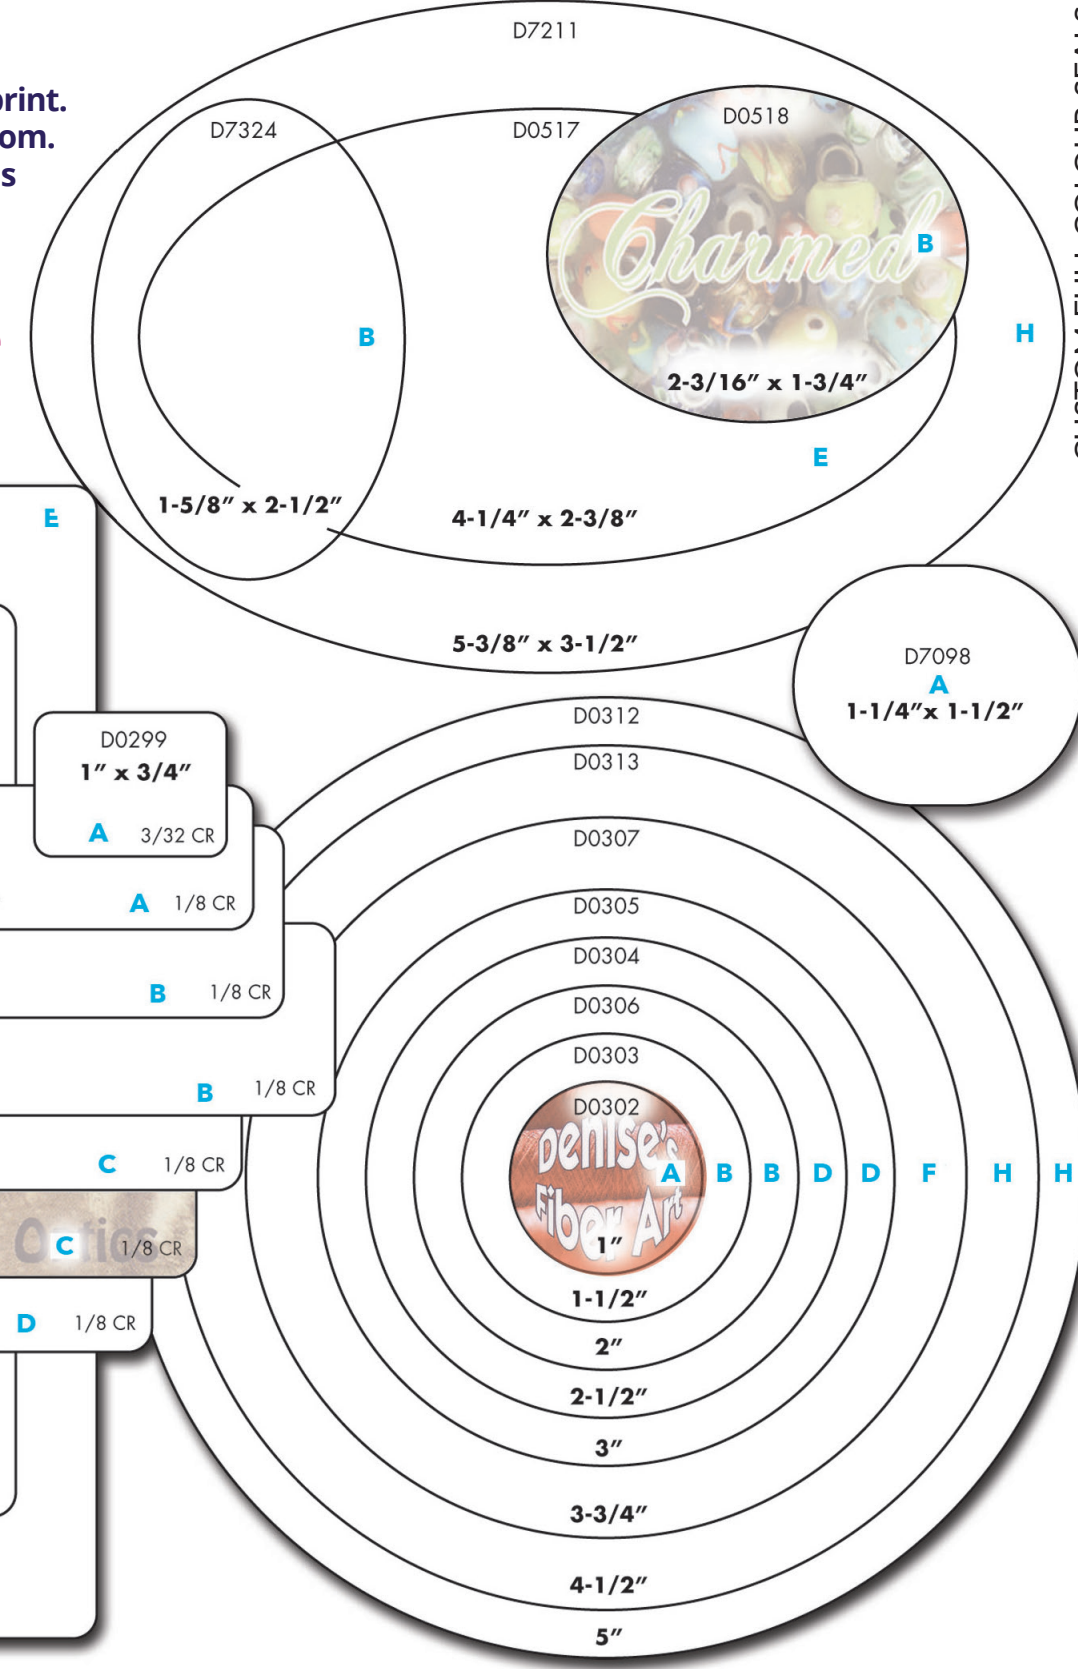 D7211
print.
om.
s
D7324
D0517
D0518
Charmed
B
2-3/16″ x 1-3/4″
B
H
E
1-5/8″ x 2-1/2″
4-1/4″ x 2-3/8″
5-3/8″ x 3-1/2″
E
D7098
A
1-1/4″x 1-1/2″
D0299
1″ x 3/4″
A 3/32 CR
A 1/8 CR
B 1/8 CR
B 1/8 CR
C 1/8 CR
Optics
C 1/8 CR
D 1/8 CR
D0312
D0313
D0307
D0305
D0304
D0306
D0303
D0302
Denise's
Fiber Art
A B B D D F H H
1″
1-1/2″
2″
2-1/2″
3″
3-3/4″
4-1/2″
5″